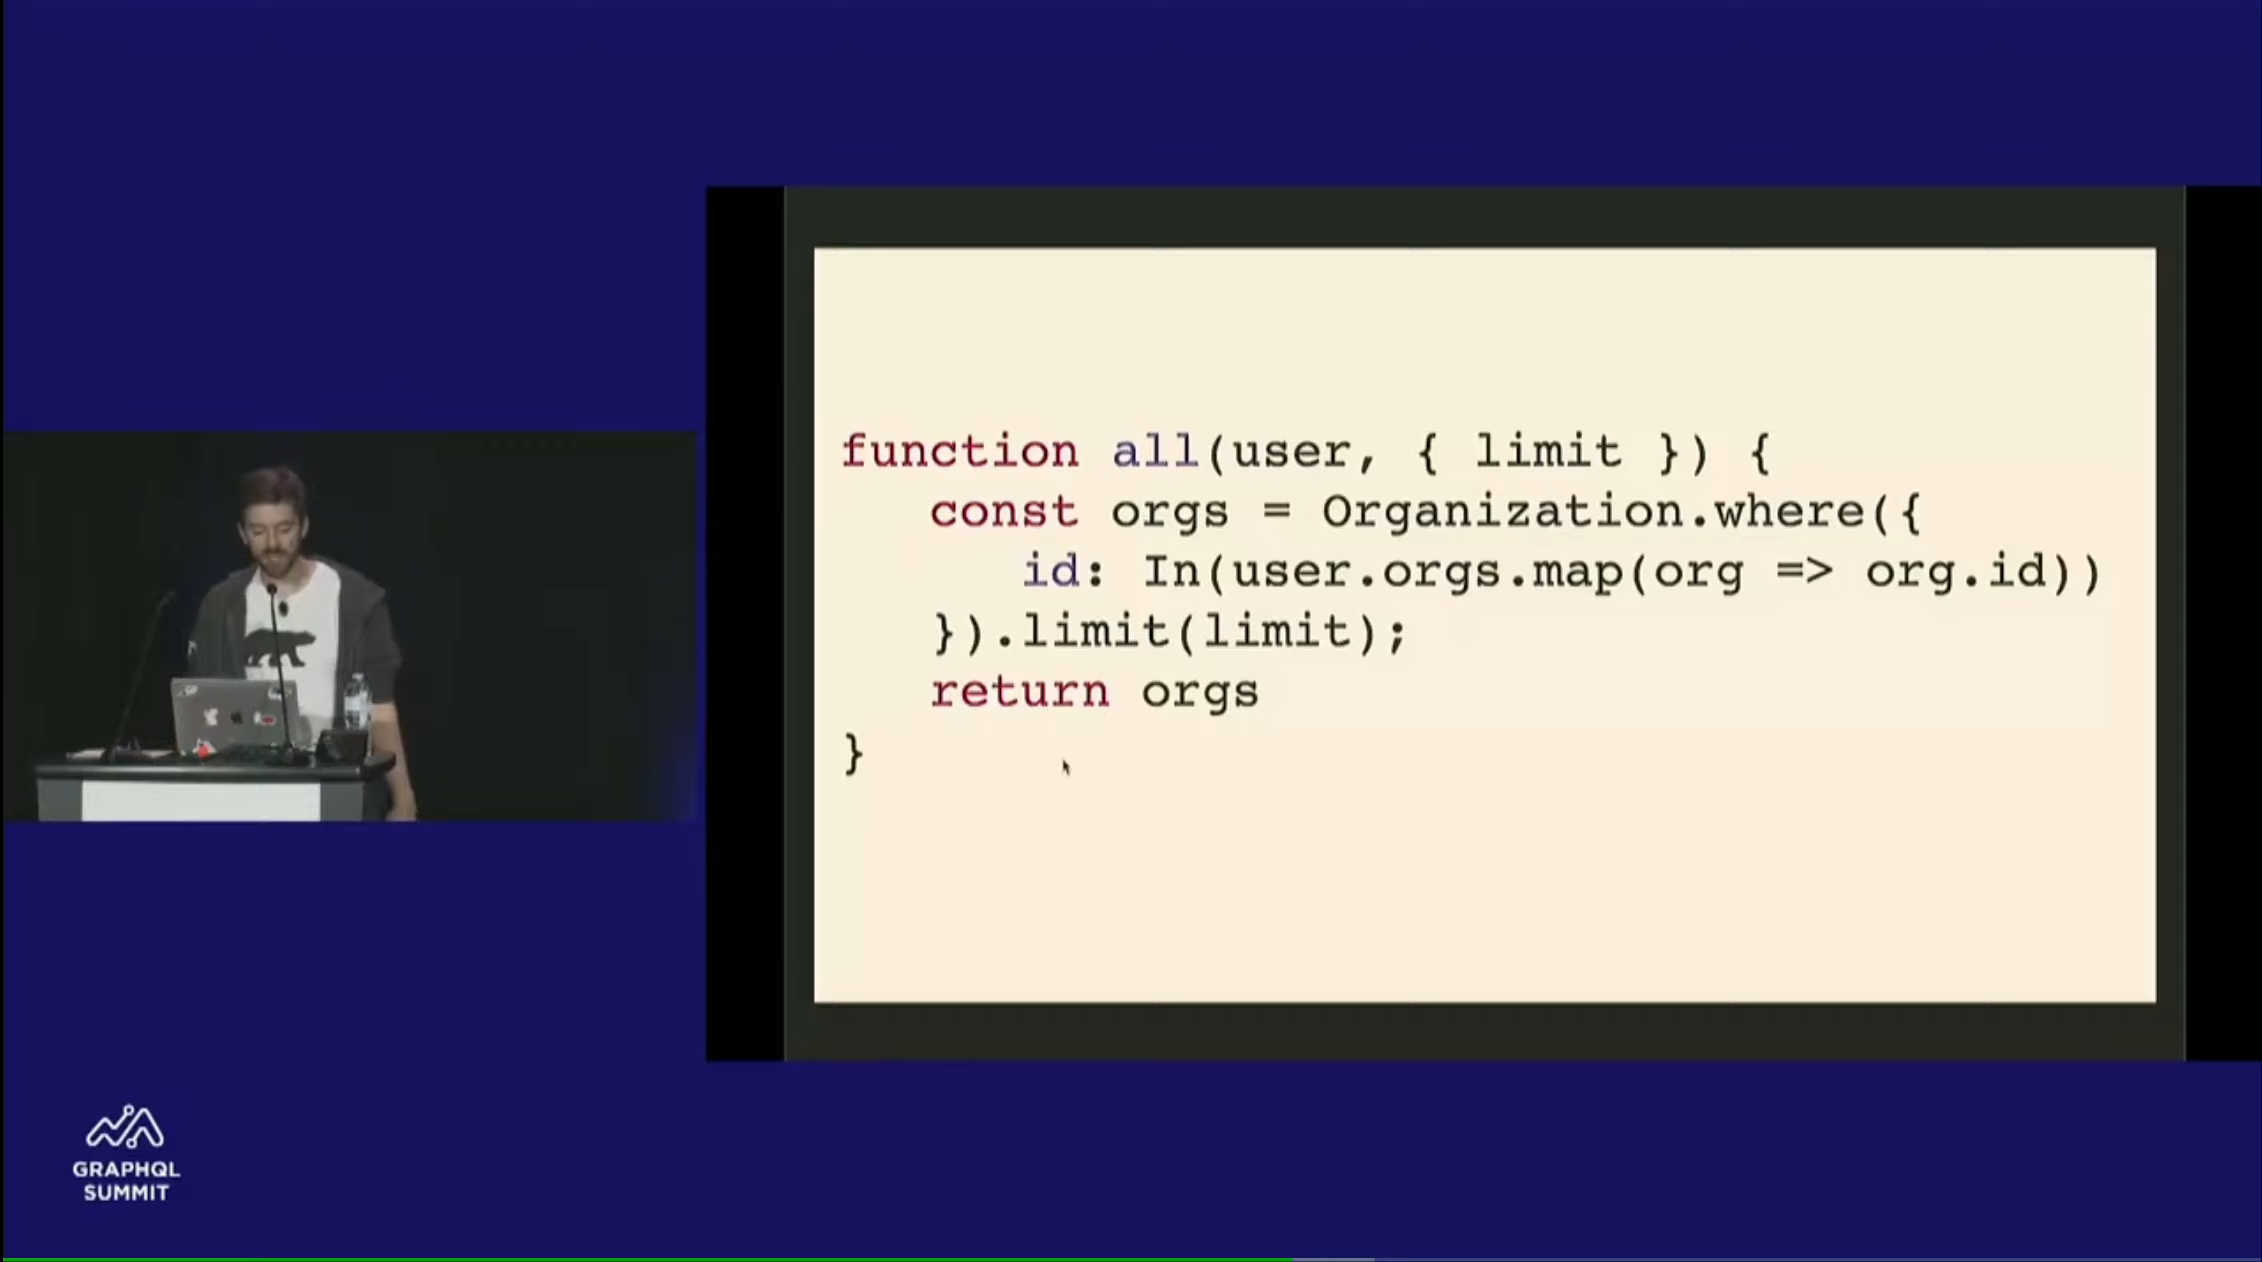 function all(user, { limit }) {
const orgs = Organization.where({
id: In(user.orgs.map(org => org.id))
}).limit(limit);
return orgs
}
GRAPHQL
SUMMIT